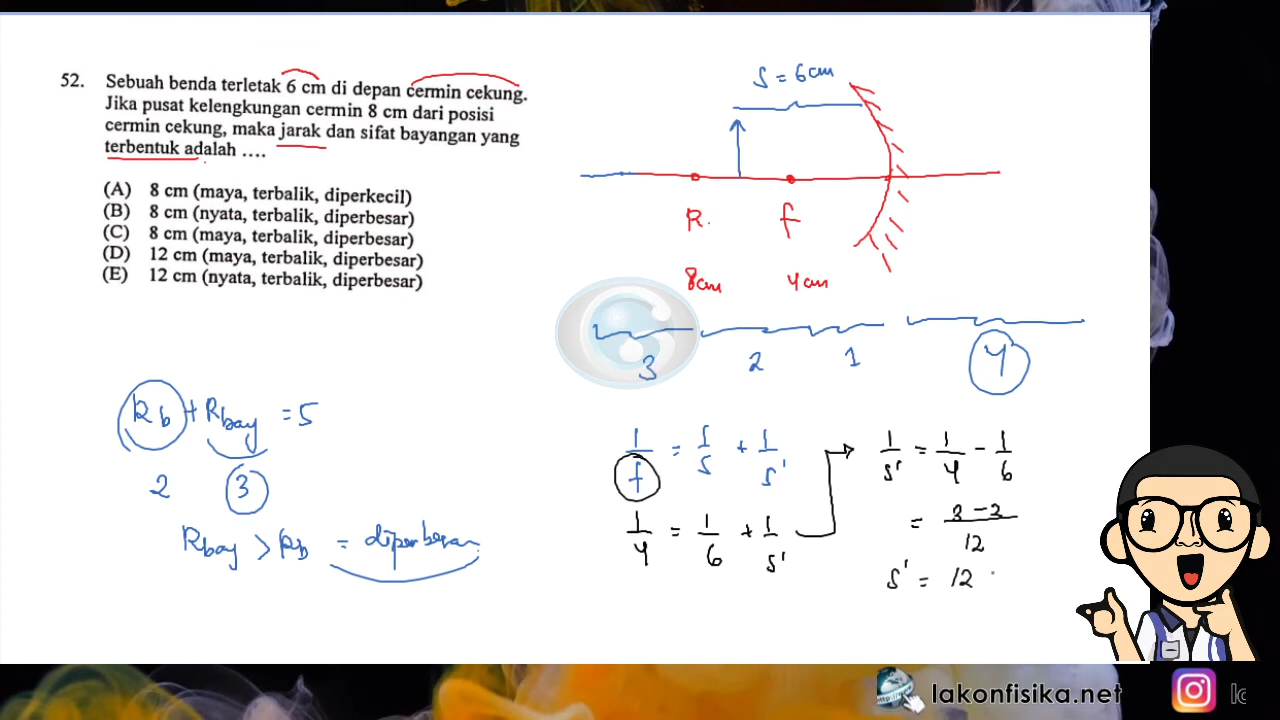 52. Sebuah benda terletak 6 cm di depan cermin cekung.
Jika pusat kelengkungan cermin 8 cm dari posisi
cermin cekung, maka jarak dan sifat bayangan yang
terbentuk adalah ....
(A) 8 cm (maya, terbalik, diperkecil)
(B) 8 cm (nyata, terbalik, diperbesar)
(C) 8 cm (maya, terbalik, diperbesar)
(D) 12 cm (maya, terbalik, diperbesar)
(E) 12 cm (nyata, terbalik, diperbesar)
S = 6cm
R. f
8cm 4cm
3 2 1 4
Rb + Rbay = 5
2 3
Rbay > Rb = diperbesar
1/f = 1/s + 1/s'
1/4 = 1/6 + 1/s'
1/s' = 1/4 - 1/6
= 3-2/12
s' = 12
lakonfisika.net